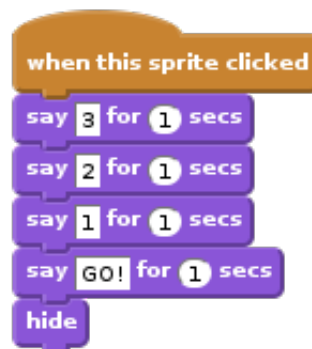 when this sprite clicked
say 3 for 1 secs
say 2 for 1 secs
say 1 for 1 secs
say GO! for 1 secs
hide